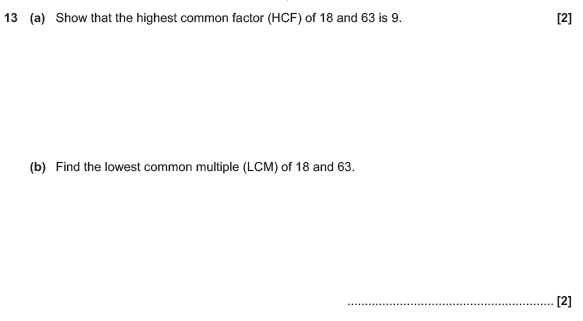 13 (a) Show that the highest common factor (HCF) of 18 and 63 is 9. [2]
(b) Find the lowest common multiple (LCM) of 18 and 63.
.......................................................... [2]